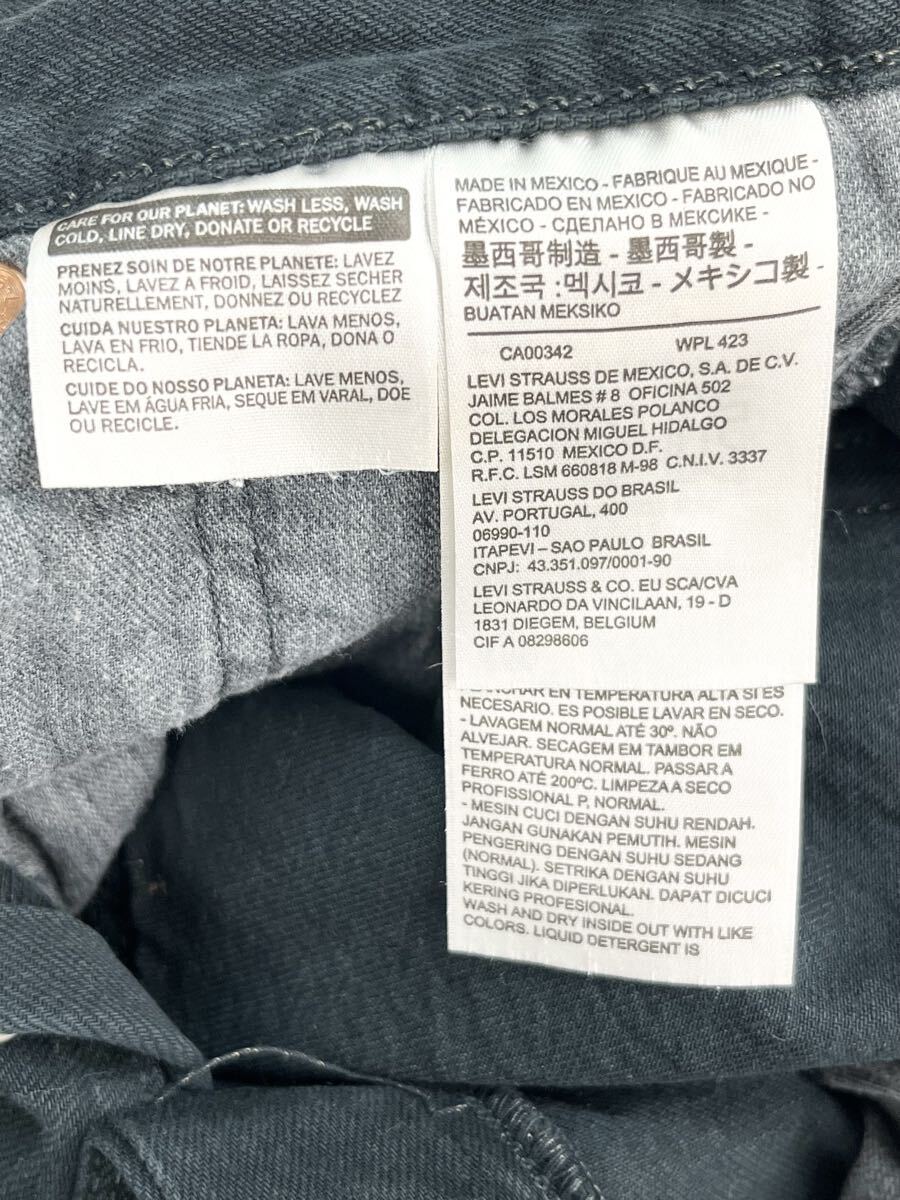 CARE FOR OUR PLANET: WASH LESS, WASH
COLD, LINE DRY, DONATE OR RECYCLE
PRENEZ SOIN DE NOTRE PLANETE: LAVEZ
MOINS, LAVEZ A FROID, LAISSEZ SECHER
NATURELLEMENT, DONNEZ OU RECYCLEZ
CUIDA NUESTRO PLANETA: LAVA MENOS,
LAVA EN FRIO, TIENDE LA ROPA, DONA O
RECICLA.
CUIDE DO NOSSO PLANETA: LAVE MENOS,
LAVE EM ÁGUA FRIA, SEQUE EM VARAL, DOE
OU RECICLE.
MADE IN MEXICO - FABRIQUE AU MEXIQUE -
FABRICADO EN MEXICO - FABRICADO NO
MÉXICO - СДЕЛАНО В МЕКСИКЕ -
墨西哥制造 - 墨西哥製 -
제조국 :멕시코 - メキシコ製 -
BUATAN MEKSIKO
CA00342 WPL 423
LEVI STRAUSS DE MEXICO, S.A. DE C.V.
JAIME BALMES # 8 OFICINA 502
COL. LOS MORALES POLANCO
DELEGACION MIGUEL HIDALGO
C.P. 11510 MEXICO D.F.
R.F.C. LSM 660818 M-98 C.N.I.V. 3337
LEVI STRAUSS DO BRASIL
AV. PORTUGAL, 400
06990-110
ITAPEVI – SAO PAULO BRASIL
CNPJ: 43.351.097/0001-90
LEVI STRAUSS & CO. EU SCA/CVA
LEONARDO DA VINCILAAN, 19 - D
1831 DIEGEM, BELGIUM
CIF A 08298606
PLANCHAR EN TEMPERATURA ALTA SI ES
NECESARIO. ES POSIBLE LAVAR EN SECO.
- LAVAGEM NORMAL ATÉ 30º. NÃO
ALVEJAR. SECAGEM EM TAMBOR EM
TEMPERATURA NORMAL. PASSAR A
FERRO ATÉ 200ºC. LIMPEZA A SECO
PROFISSIONAL P, NORMAL.
- MESIN CUCI DENGAN SUHU RENDAH.
JANGAN GUNAKAN PEMUTIH. MESIN
PENGERING DENGAN SUHU SEDANG
(NORMAL). SETRIKA DENGAN SUHU
TINGGI JIKA DIPERLUKAN. DAPAT DICUCI
KERING PROFESIONAL.
WASH AND DRY INSIDE OUT WITH LIKE
COLORS. LIQUID DETERGENT IS